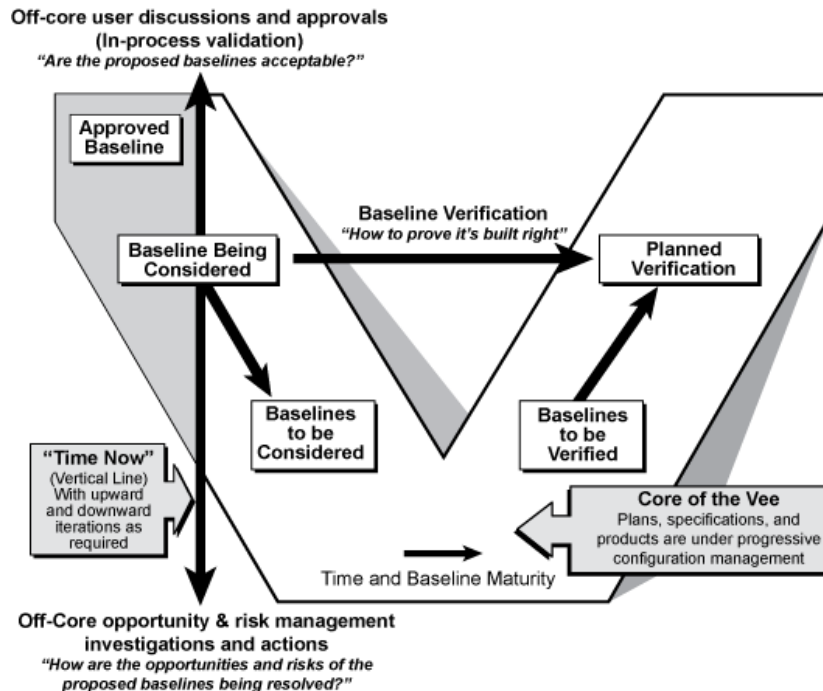 Off-core user discussions and approvals
(In-process validation)
“Are the proposed baselines acceptable?”
Approved
Baseline
Baseline Verification
“How to prove it’s built right”
Baseline Being
Considered
Planned
Verification
Baselines
to be
Considered
Baselines
to be
Verified
“Time Now”
(Vertical Line)
With upward
and downward
iterations as
required
Core of the Vee
Plans, specifications, and
products are under progressive
configuration management
Time and Baseline Maturity
Off-Core opportunity & risk management
investigations and actions
“How are the opportunities and risks of the
proposed baselines being resolved?”